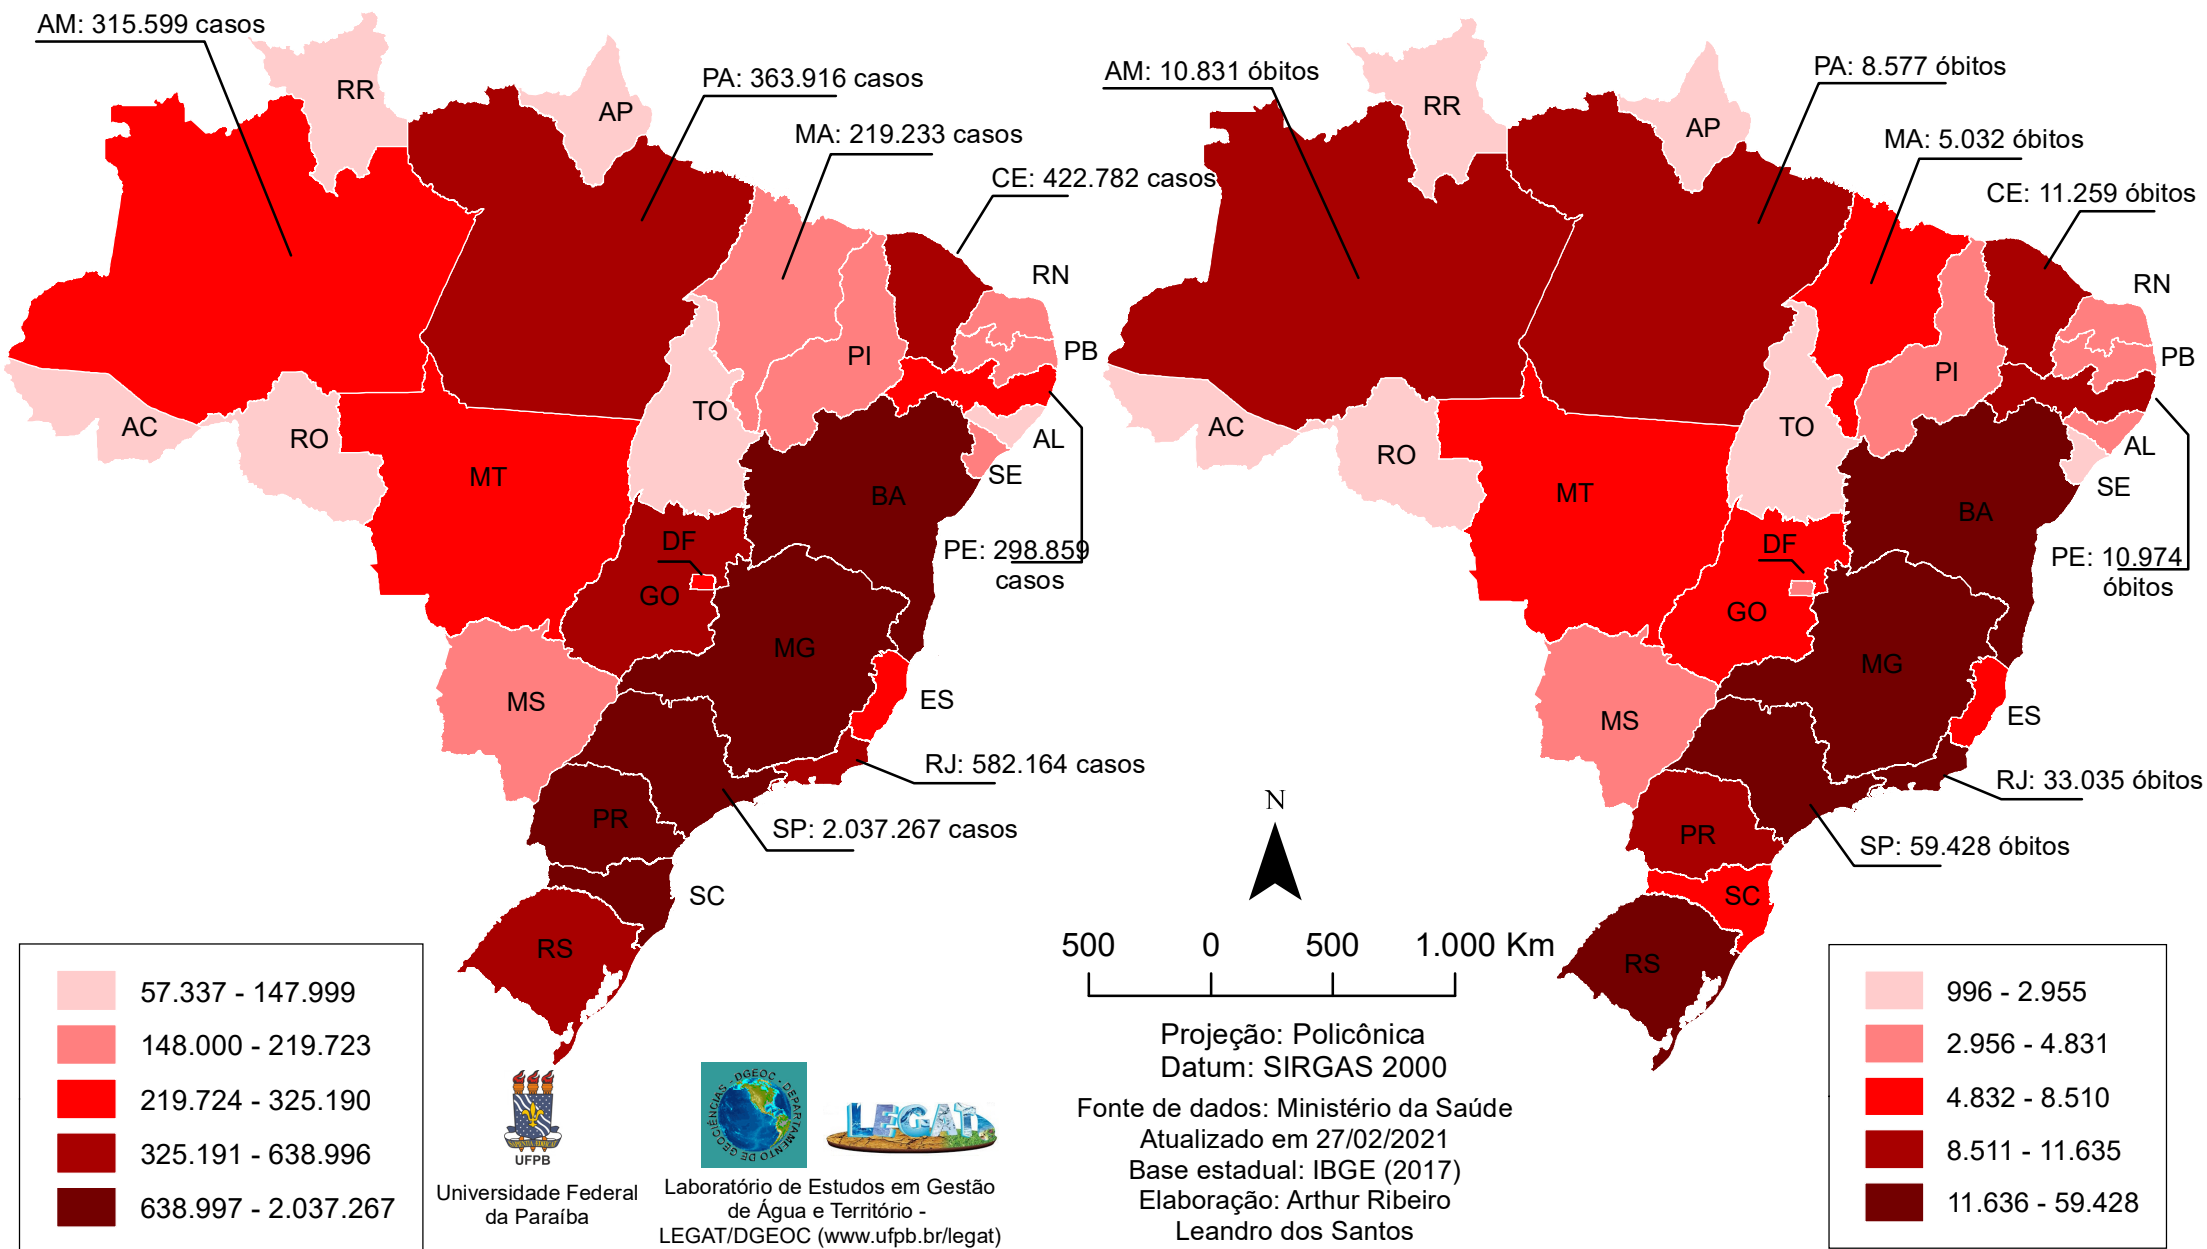 AM: 315.599 casos
RR
AP
PA: 363.916 casos
MA: 219.233 casos
CE: 422.782 casos
RN
PB
PI
TO
AC
RO
MT
AL
SE
BA
PE: 298.859
casos
DF
GO
MG
MS
ES
RJ: 582.164 casos
SP: 2.037.267 casos
PR
SC
RS
57.337 - 147.999
148.000 - 219.723
219.724 - 325.190
325.191 - 638.996
638.997 - 2.037.267
UFPB
Universidade Federal
da Paraíba
DGEOC - DEPARTAMENTO DE GEOCIÊNCIAS -
LEGAT
Laboratório de Estudos em Gestão
de Água e Território -
LEGAT/DGEOC (www.ufpb.br/legat)
AM: 10.831 óbitos
RR
AP
PA: 8.577 óbitos
MA: 5.032 óbitos
CE: 11.259 óbitos
RN
PB
PI
TO
AC
RO
MT
AL
SE
BA
PE: 10.974
óbitos
DF
GO
MG
MS
ES
RJ: 33.035 óbitos
SP: 59.428 óbitos
PR
SC
RS
N
500 0 500 1.000 Km
Projeção: Policônica
Datum: SIRGAS 2000
Fonte de dados: Ministério da Saúde
Atualizado em 27/02/2021
Base estadual: IBGE (2017)
Elaboração: Arthur Ribeiro
Leandro dos Santos
996 - 2.955
2.956 - 4.831
4.832 - 8.510
8.511 - 11.635
11.636 - 59.428